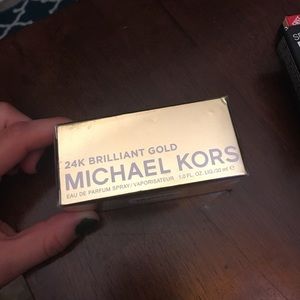 24K BRILLIANT GOLD
MICHAEL KORS
EAU DE PARFUM SPRAY/VAPORISATEUR 1.0 FL. OZ. LIQ/30 ml ℮